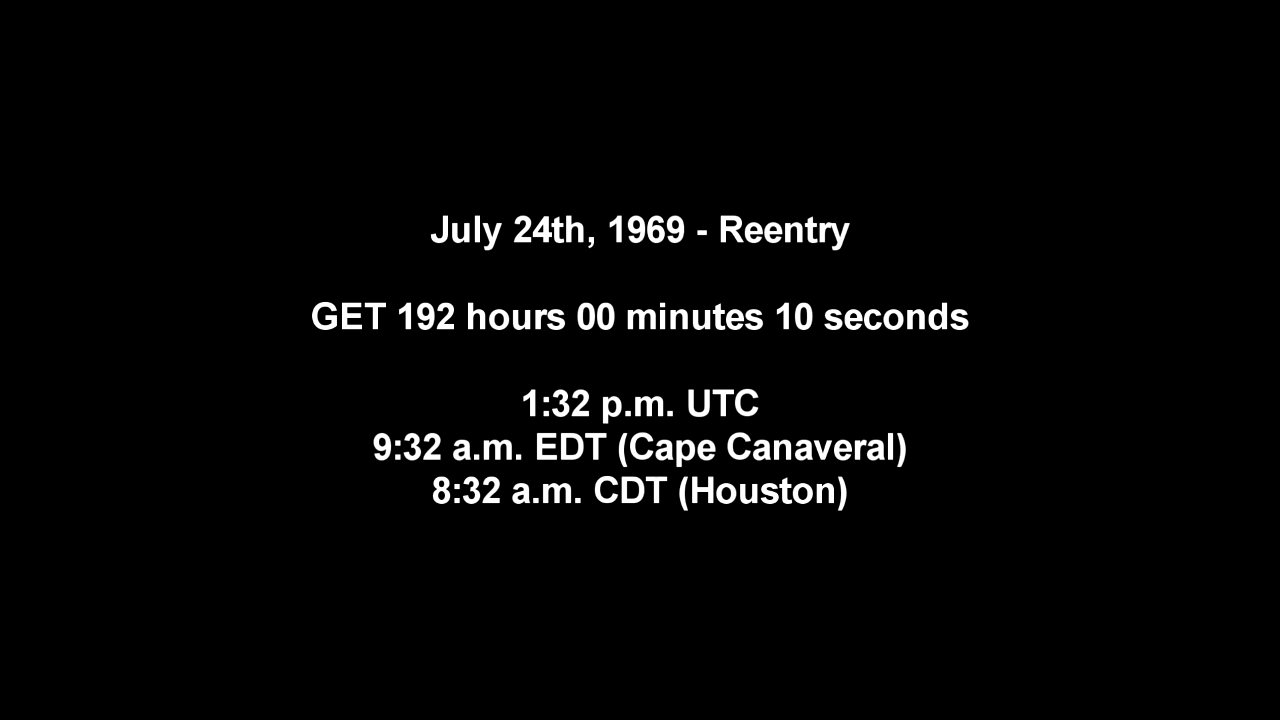 July 24th, 1969 - Reentry
GET 192 hours 00 minutes 10 seconds
1:32 p.m. UTC
9:32 a.m. EDT (Cape Canaveral)
8:32 a.m. CDT (Houston)